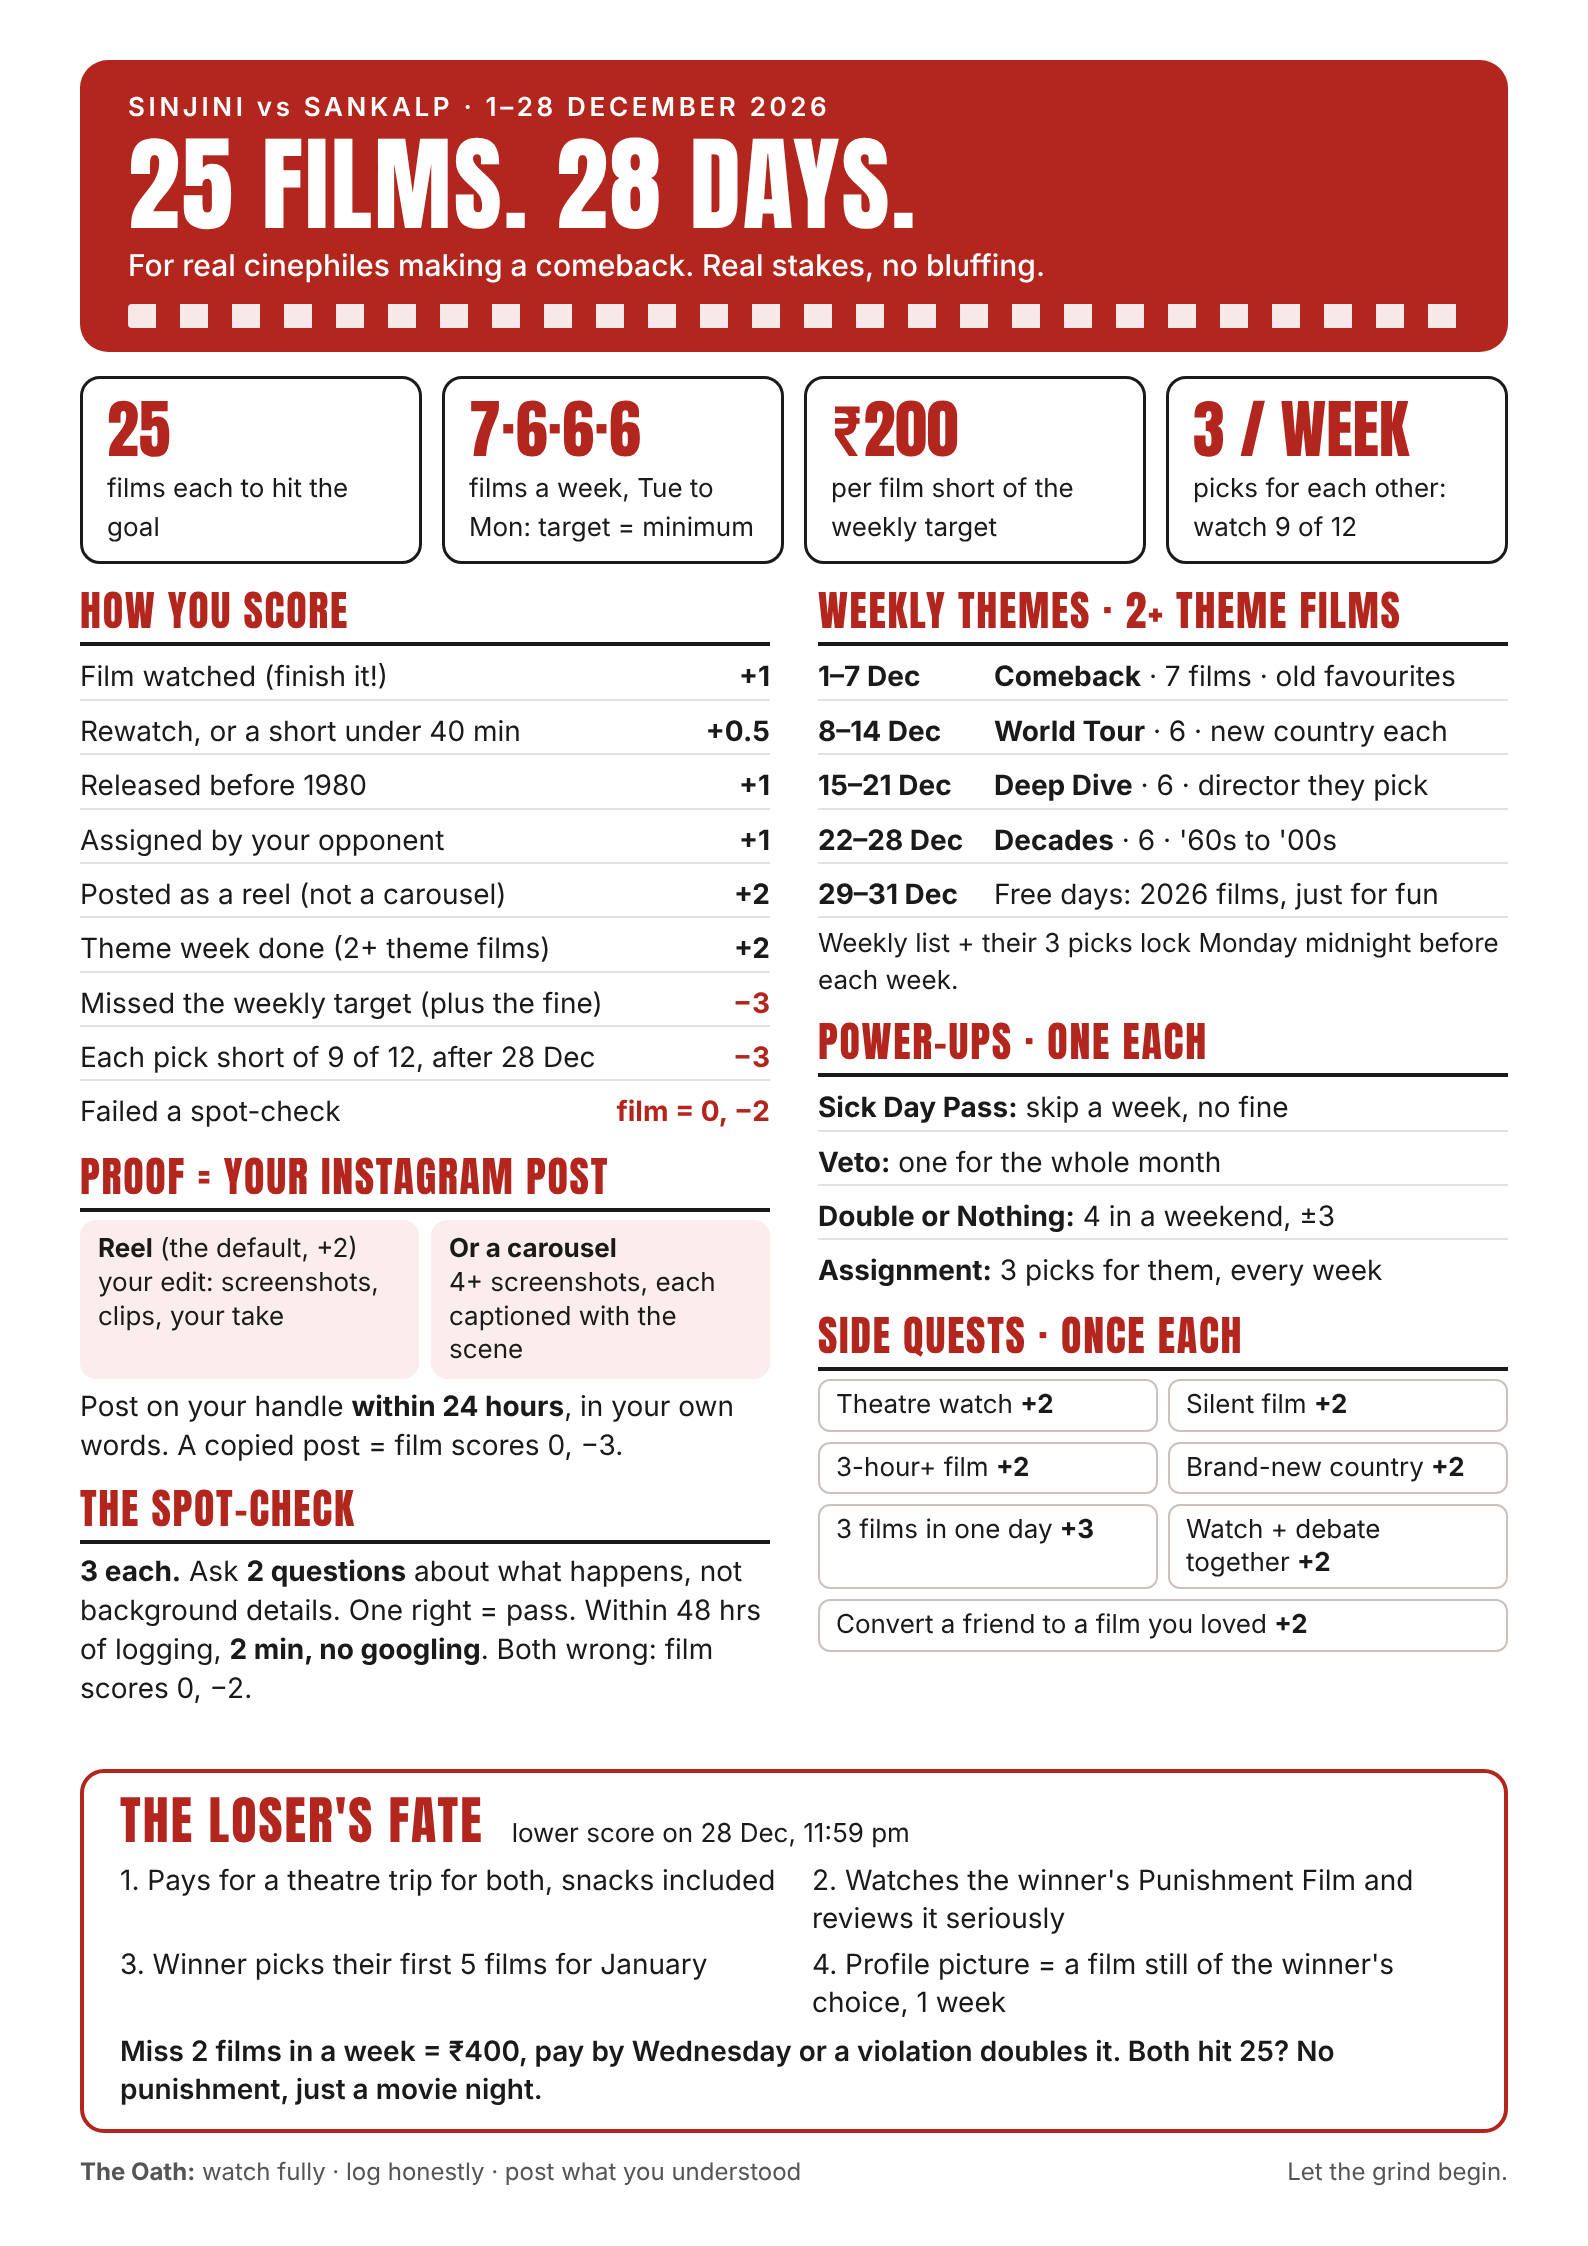 SINJINI vs SANKALP · 1–28 DECEMBER 2026
25 FILMS. 28 DAYS.
For real cinephiles making a comeback. Real stakes, no bluffing.
25
films each to hit the
goal
7·6·6·6
films a week, Tue to
Mon: target = minimum
₹200
per film short of the
weekly target
3 / WEEK
picks for each other:
watch 9 of 12
HOW YOU SCORE
Film watched (finish it!) +1
Rewatch, or a short under 40 min +0.5
Released before 1980 +1
Assigned by your opponent +1
Posted as a reel (not a carousel) +2
Theme week done (2+ theme films) +2
Missed the weekly target (plus the fine) −3
Each pick short of 9 of 12, after 28 Dec −3
Failed a spot-check film = 0, −2
PROOF = YOUR INSTAGRAM POST
Reel (the default, +2)
your edit: screenshots,
clips, your take
Or a carousel
4+ screenshots, each
captioned with the
scene
Post on your handle within 24 hours, in your own
words. A copied post = film scores 0, −3.
THE SPOT-CHECK
3 each. Ask 2 questions about what happens, not
background details. One right = pass. Within 48 hrs
of logging, 2 min, no googling. Both wrong: film
scores 0, −2.
WEEKLY THEMES · 2+ THEME FILMS
1–7 Dec Comeback · 7 films · old favourites
8–14 Dec World Tour · 6 · new country each
15–21 Dec Deep Dive · 6 · director they pick
22–28 Dec Decades · 6 · '60s to '00s
29–31 Dec Free days: 2026 films, just for fun
Weekly list + their 3 picks lock Monday midnight before
each week.
POWER-UPS · ONE EACH
Sick Day Pass: skip a week, no fine
Veto: one for the whole month
Double or Nothing: 4 in a weekend, ±3
Assignment: 3 picks for them, every week
SIDE QUESTS · ONCE EACH
Theatre watch +2
Silent film +2
3-hour+ film +2
Brand-new country +2
3 films in one day +3
Watch + debate
together +2
Convert a friend to a film you loved +2
THE LOSER'S FATE lower score on 28 Dec, 11:59 pm
1. Pays for a theatre trip for both, snacks included
2. Watches the winner's Punishment Film and
reviews it seriously
3. Winner picks their first 5 films for January
4. Profile picture = a film still of the winner's
choice, 1 week
Miss 2 films in a week = ₹400, pay by Wednesday or a violation doubles it. Both hit 25? No
punishment, just a movie night.
The Oath: watch fully · log honestly · post what you understood
Let the grind begin.